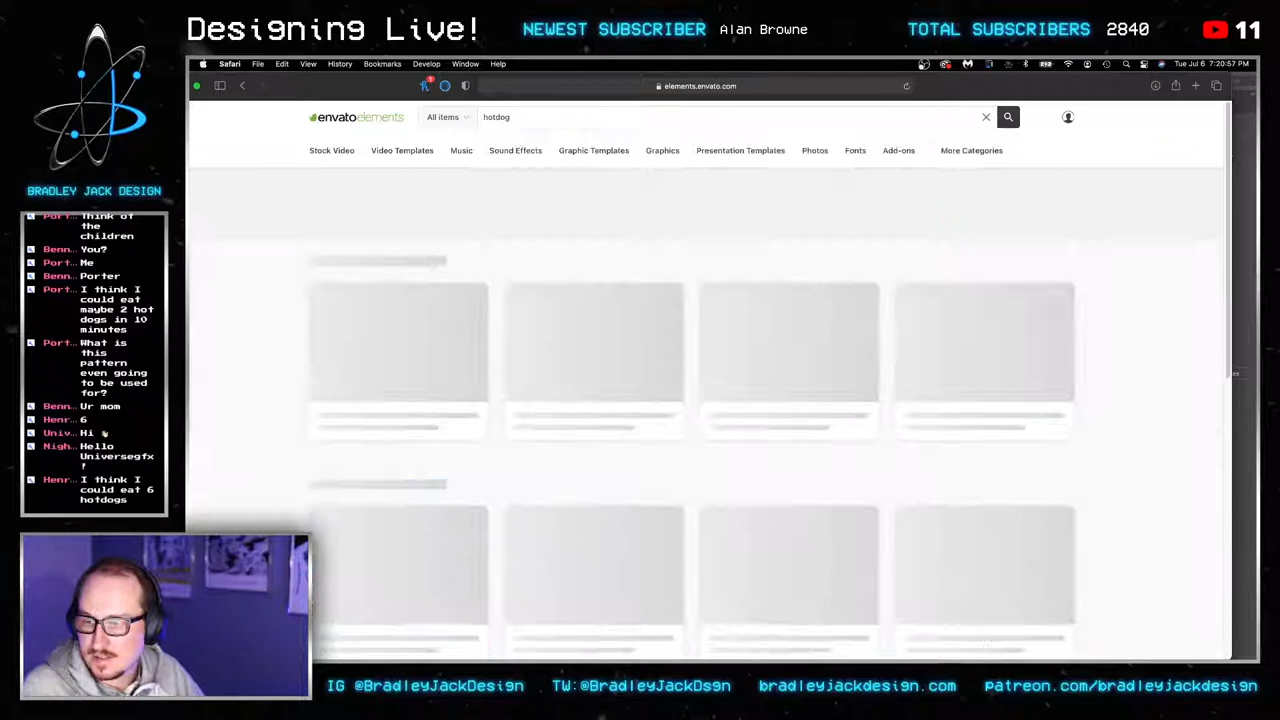 Designing Live!
NEWEST SUBSCRIBER Alan Browne
TOTAL SUBSCRIBERS 2840
11
Safari File Edit View History Bookmarks Develop Window Help
Tue Jul 6 7:20:57 PM
elements.envato.com
envatoelements
All items
hotdog
Stock Video Video Templates Music Sound Effects Graphic Templates Graphics Presentation Templates Photos Fonts Add-ons More Categories
BRADLEY JACK DESIGN
Port... Think of
the
children
Benn... You?
Port... Me
Benn... Porter
Port... I think I
could eat
maybe 2 hot
dogs in 10
minutes
Port... What is
this
pattern
even going
to be used
for?
Benn... Ur mom
Henr... 6
Univ... Hi
Nigh... Hello
Universegfx
!
Henr... I think I
could eat 6
hotdogs
IG @BradleyJackDesign TW:@BradleyJackDsgn bradleyjackdesign.com patreon.com/bradleyjackdesign